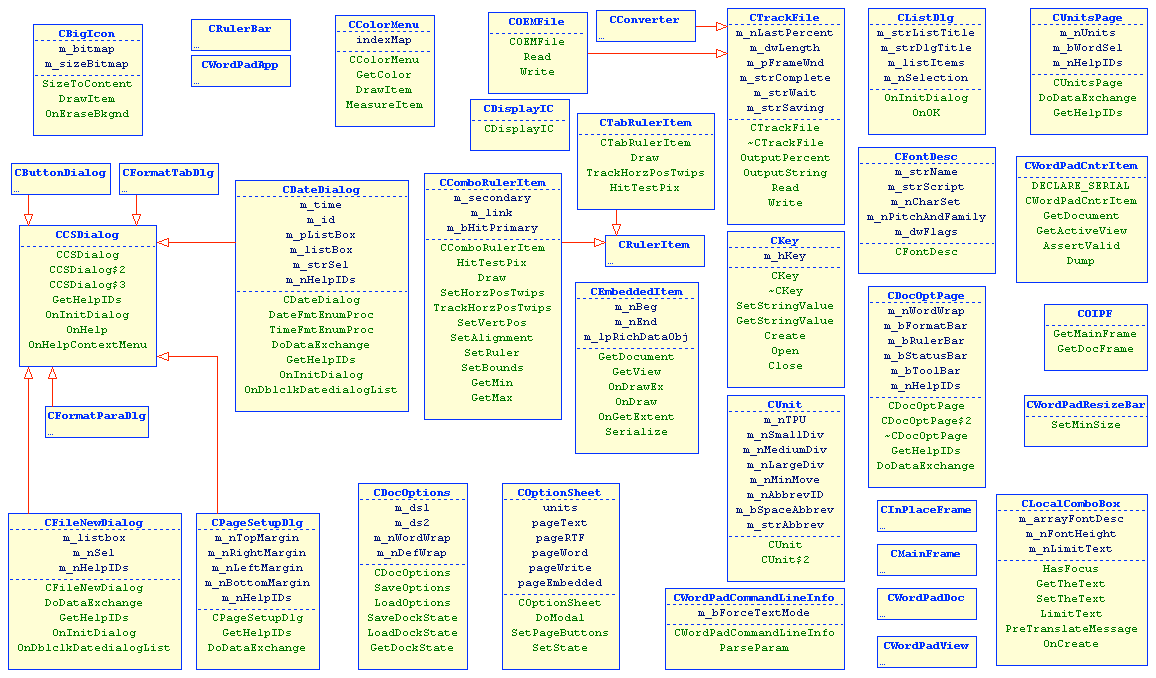 CBigIcon
m_bitmap
m_sizeBitmap
SizeToContent
DrawItem
OnEraseBkgnd
CRulerBar
…
CWordPadApp
…
CColorMenu
indexMap
CColorMenu
GetColor
DrawItem
MeasureItem
COEMFile
COEMFile
Read
Write
CConverter
…
CTrackFile
m_nLastPercent
m_dwLength
m_pFrameWnd
m_strComplete
m_strWait
m_strSaving
CTrackFile
~CTrackFile
OutputPercent
OutputString
Read
Write
CListDlg
m_strListTitle
m_strDlgTitle
m_listItems
m_nSelection
OnInitDialog
OnOK
CUnitsPage
m_nUnits
m_bWordSel
m_nHelpIDs
CUnitsPage
DoDataExchange
GetHelpIDs
CDisplayIC
CDisplayIC
CTabRulerItem
CTabRulerItem
Draw
TrackHorzPosTwips
HitTestPix
CButtonDialog
…
CFormatTabDlg
…
CCSDialog
CCSDialog
CCSDialog$2
CCSDialog$3
GetHelpIDs
OnInitDialog
OnHelp
OnHelpContextMenu
CDateDialog
m_time
m_id
m_pListBox
m_listBox
m_strSel
m_nHelpIDs
CDateDialog
DateFmtEnumProc
TimeFmtEnumProc
DoDataExchange
GetHelpIDs
OnInitDialog
OnDblclkDatedialogList
CComboRulerItem
m_secondary
m_link
m_bHitPrimary
CComboRulerItem
HitTestPix
Draw
SetHorzPosTwips
TrackHorzPosTwips
SetVertPos
SetAlignment
SetRuler
SetBounds
GetMin
GetMax
CRulerItem
…
CEmbeddedItem
m_nBeg
m_nEnd
m_lpRichDataObj
GetDocument
GetView
OnDrawEx
OnDraw
OnGetExtent
Serialize
CKey
m_hKey
CKey
~CKey
SetStringValue
GetStringValue
Create
Open
Close
CFontDesc
m_strName
m_strScript
m_nCharSet
m_nPitchAndFamily
m_dwFlags
CFontDesc
CWordPadCntrItem
DECLARE_SERIAL
CWordPadCntrItem
GetDocument
GetActiveView
AssertValid
Dump
CDocOptPage
m_nWordWrap
m_bFormatBar
m_bRulerBar
m_bStatusBar
m_bToolBar
m_nHelpIDs
CDocOptPage
CDocOptPage$2
~CDocOptPage
GetHelpIDs
DoDataExchange
COIPF
GetMainFrame
GetDocFrame
CWordPadResizeBar
SetMinSize
CFormatParaDlg
…
CUnit
m_nTPU
m_nSmallDiv
m_nMediumDiv
m_nLargeDiv
m_nMinMove
m_nAbbrevID
m_bSpaceAbbrev
m_strAbbrev
CUnit
CUnit$2
CFileNewDialog
m_listbox
m_nSel
m_nHelpIDs
CFileNewDialog
DoDataExchange
GetHelpIDs
OnInitDialog
OnDblclkDatedialogList
CPageSetupDlg
m_nTopMargin
m_nRightMargin
m_nLeftMargin
m_nBottomMargin
m_nHelpIDs
CPageSetupDlg
GetHelpIDs
DoDataExchange
CDocOptions
m_ds1
m_ds2
m_nWordWrap
m_nDefWrap
CDocOptions
SaveOptions
LoadOptions
SaveDockState
LoadDockState
GetDockState
COptionSheet
units
pageText
pageRTF
pageWord
pageWrite
pageEmbedded
COptionSheet
DoModal
SetPageButtons
SetState
CWordPadCommandLineInfo
m_bForceTextMode
CWordPadCommandLineInfo
ParseParam
CInPlaceFrame
…
CMainFrame
…
CWordPadDoc
…
CWordPadView
…
CLocalComboBox
m_arrayFontDesc
m_nFontHeight
m_nLimitText
HasFocus
GetTheText
SetTheText
LimitText
PreTranslateMessage
OnCreate